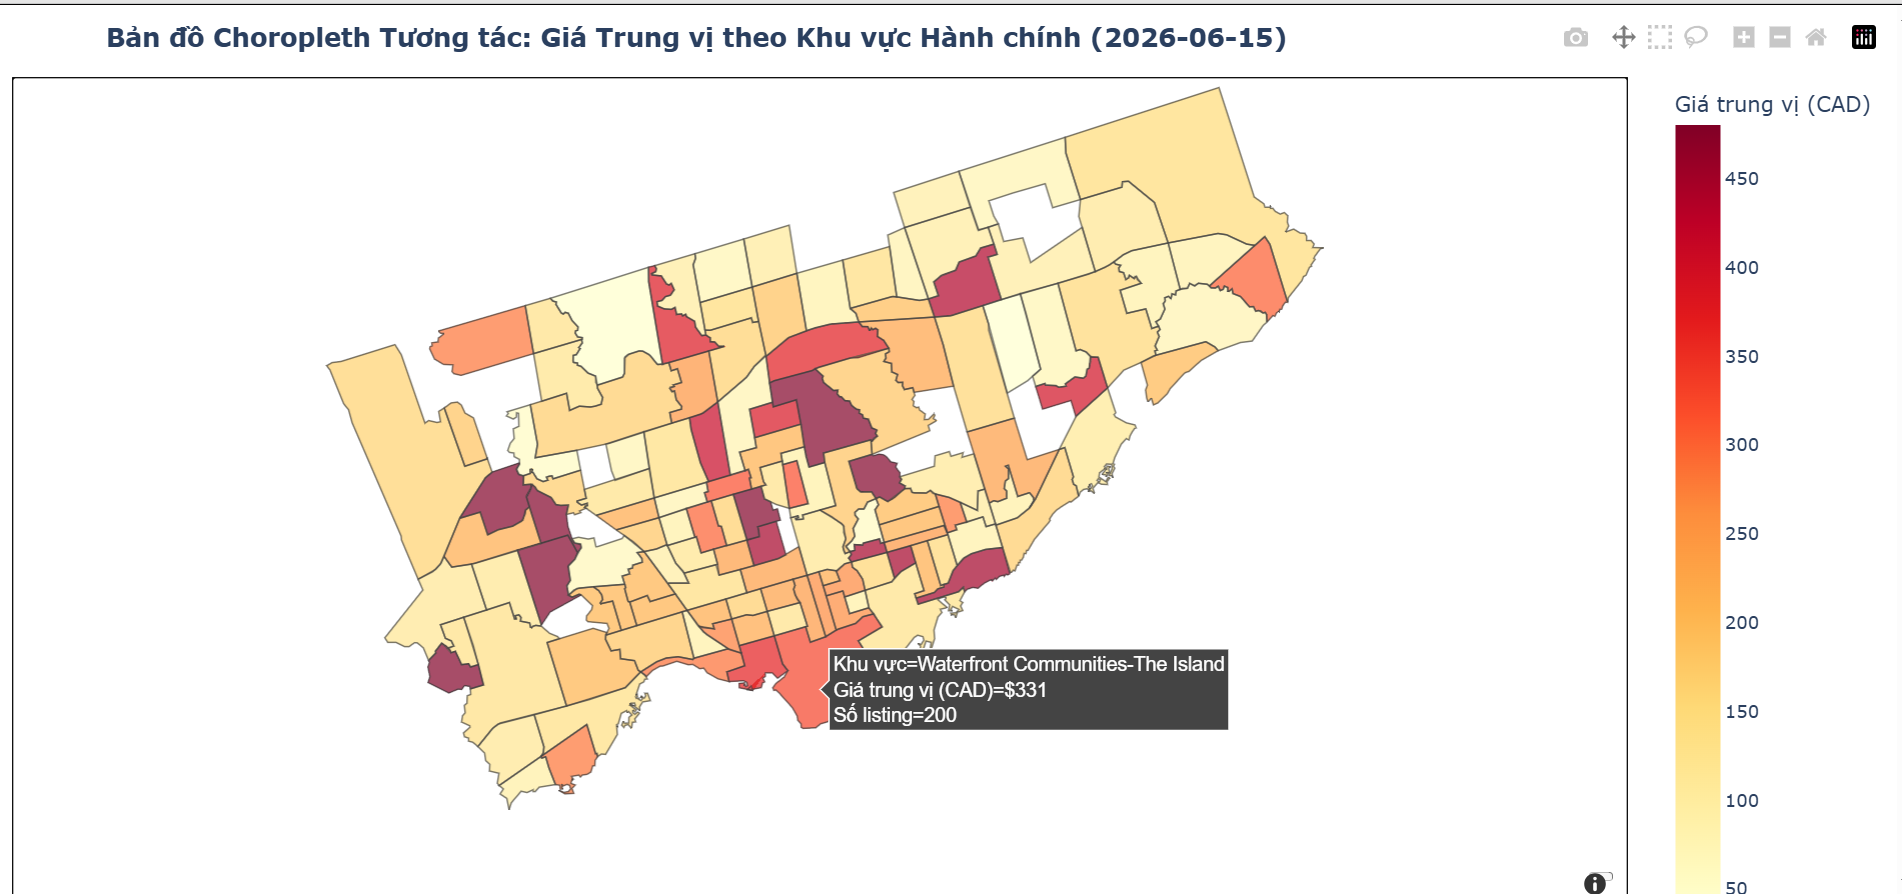 Bản đồ Choropleth Tương tác: Giá Trung vị theo Khu vực Hành chính (2026-06-15)
Giá trung vị (CAD)
450
400
350
300
250
200
150
100
50
Khu vực=Waterfront Communities-The Island
Giá trung vị (CAD)=$331
Số listing=200